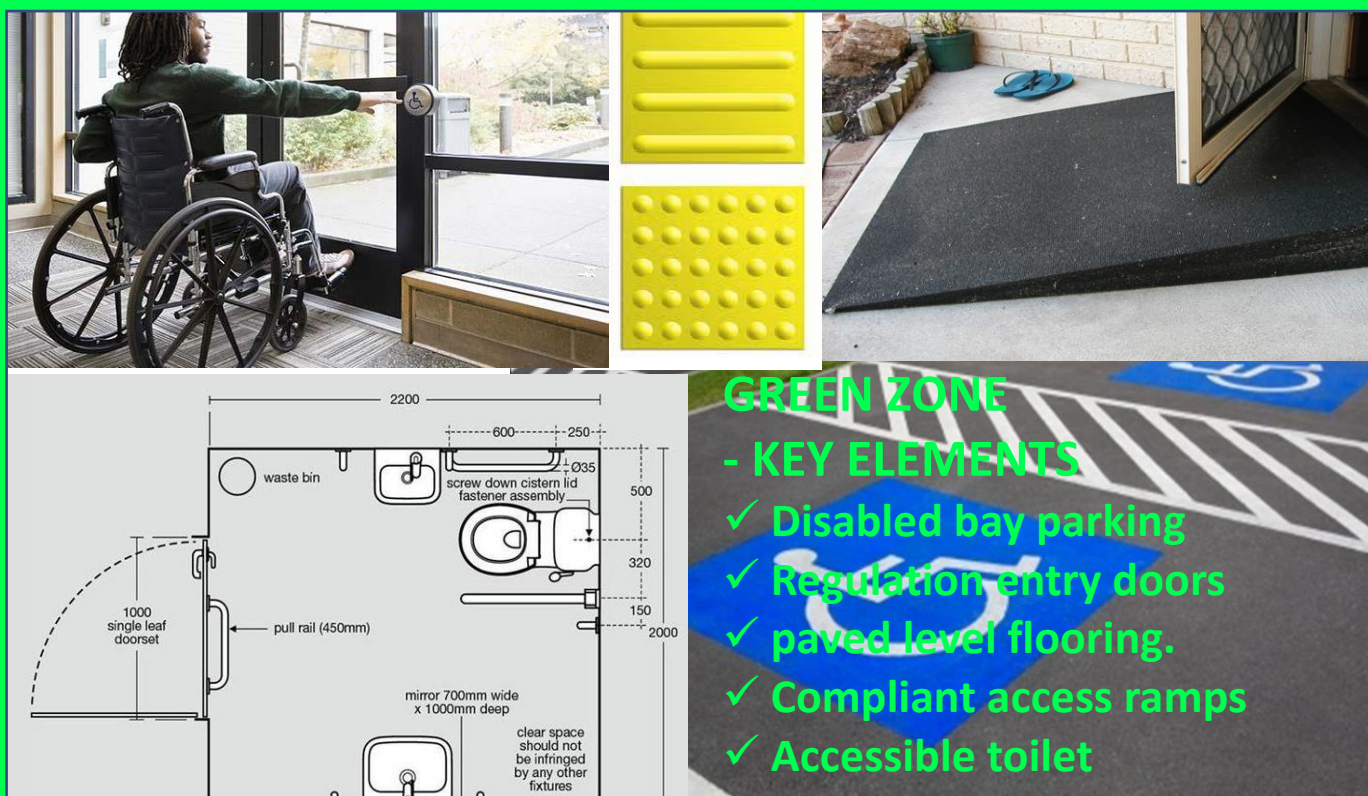 2200
600
250
Ø35
waste bin
screw down cistern lid
fastener assembly
500
320
150
2000
1000
single leaf
doorset
pull rail (450mm)
mirror 700mm wide
x 1000mm deep
clear space
should not
be infringed
by any other
fixtures
GREEN ZONE
- KEY ELEMENTS
✓ Disabled bay parking
✓ Regulation entry doors
✓ paved level flooring.
✓ Compliant access ramps
✓ Accessible toilet